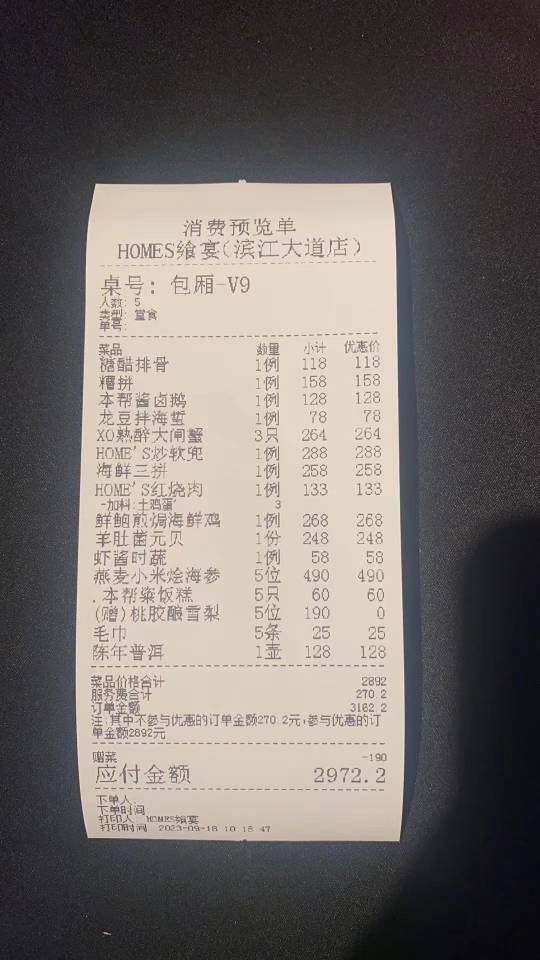 消费预览单
HOMES飨宴(滨江大道店)
桌号: 包厢-V9
人数: 5
类型: 堂食
单号:
菜品 数量 小计 优惠价
糖醋排骨 1例 118 118
糟拼 1例 158 158
本帮酱卤鹅 1例 128 128
龙豆拌海蜇 1例 78 78
XO熟醉大闸蟹 3只 264 264
HOME'S炒软兜 1例 288 288
海鲜三拼 1例 258 258
HOME'S红烧肉 1例 133 133
-加料:土鸡蛋 3
鲜鲍煎焗海鲜鸡 1例 268 268
羊肚菌元贝 1份 248 248
虾酱时蔬 1例 58 58
燕麦小米烩海参 5位 490 490
.本帮粢饭糕 5只 60 60
(赠)桃胶酿雪梨 5位 190 0
毛巾 5条 25 25
陈年普洱 1壶 128 128
菜品价格合计 2892
服务费合计 270.2
订单金额 3162.2
注:其中不参与优惠的订单金额270.2元,参与优惠的订
单金额2892元
赠菜 -190
应付金额 2972.2
下单人:
下单时间
打印人 HOMES飨宴
打印时间 2023-09-18 10:15:47